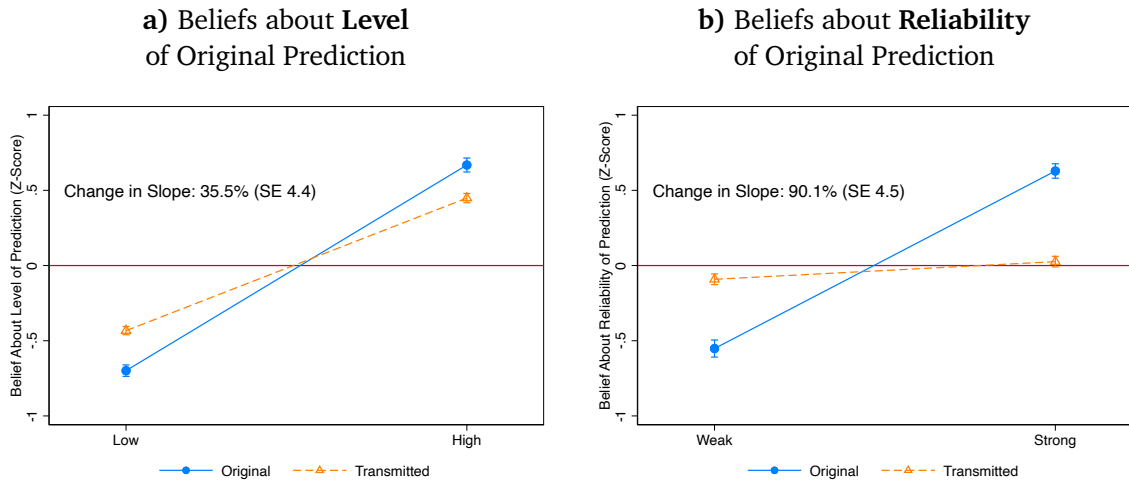 a) Beliefs about Level
of Original Prediction
Belief About Level of Prediction (Z-Score)
1
.5
0
-.5
-1
Change in Slope: 35.5% (SE 4.4)
Low
High
Original
Transmitted
b) Beliefs about Reliability
of Original Prediction
Belief About Reliability of Prediction (Z-Score)
1
.5
0
-.5
-1
Change in Slope: 90.1% (SE 4.5)
Weak
Strong
Original
Transmitted